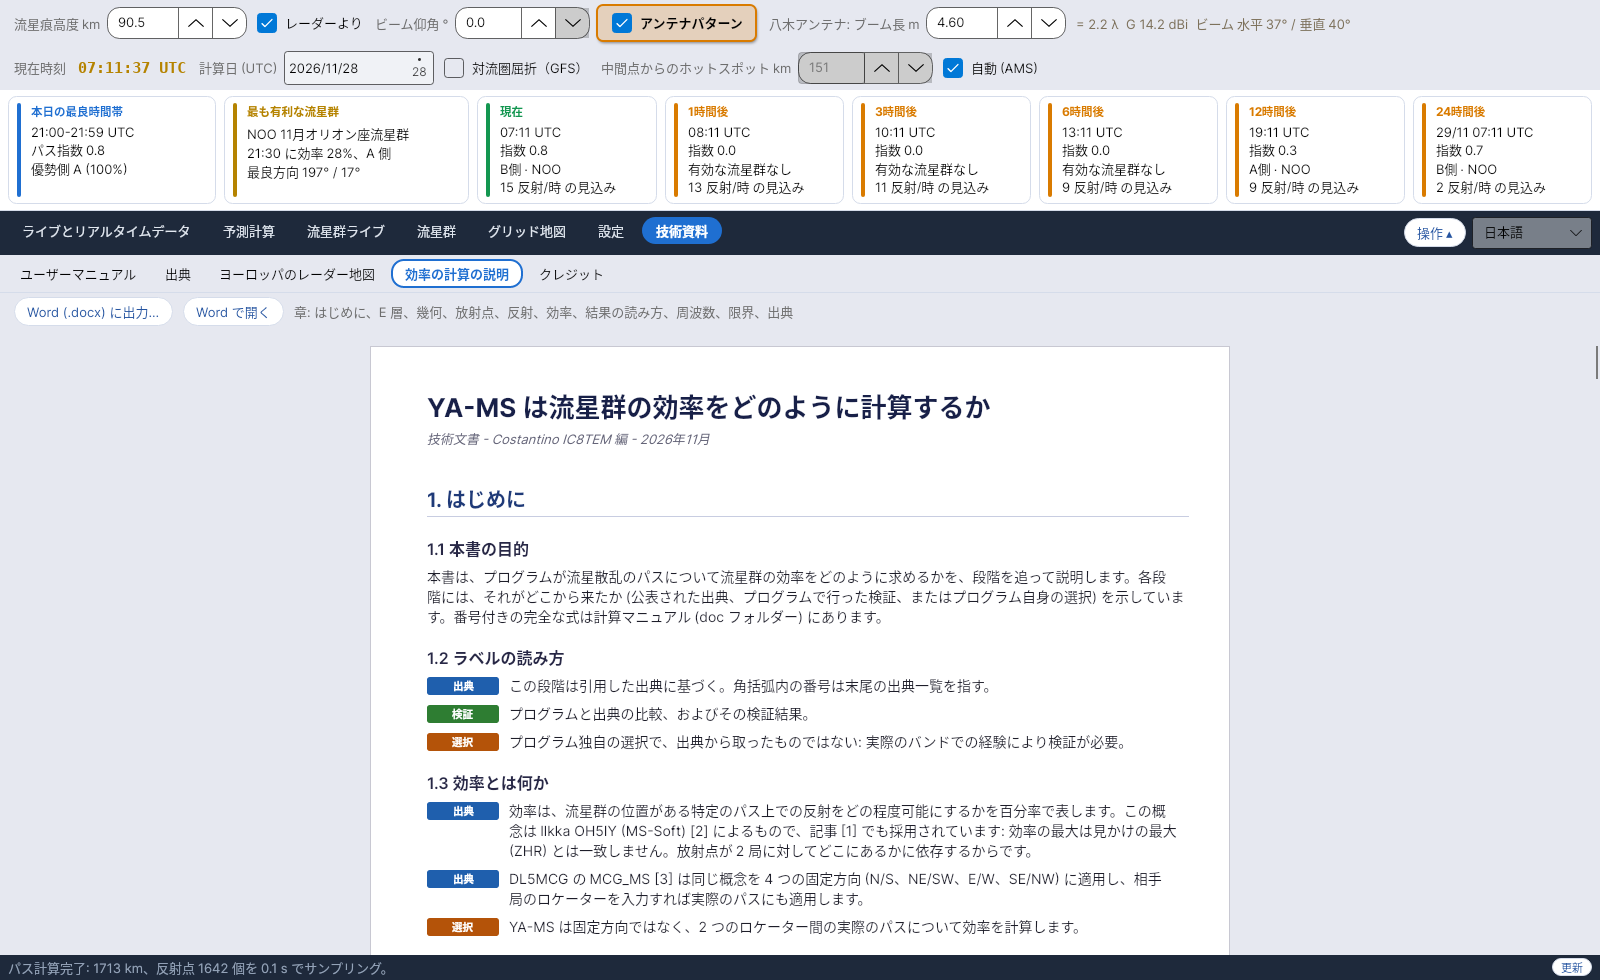 流星痕高度 km 90.5 レーダーより ビーム仰角 ° 0.0 アンテナパターン 八木アンテナ: ブーム長 m 4.60 = 2.2 λ G 14.2 dBi ビーム 水平 37° / 垂直 40°
現在時刻 07:11:37 UTC 計算日 (UTC) 2026/11/28 28 対流圏屈折（GFS） 中間点からのホットスポット km 151 自動 (AMS)
本日の最良時間帯
21:00-21:59 UTC
パス指数 0.8
優勢側 A (100%)
最も有利な流星群
NOO 11月オリオン座流星群
21:30 に効率 28%、A 側
最良方向 197° / 17°
現在
07:11 UTC
指数 0.8
B側 · NOO
15 反射/時 の見込み
1時間後
08:11 UTC
指数 0.0
有効な流星群なし
13 反射/時 の見込み
3時間後
10:11 UTC
指数 0.0
有効な流星群なし
11 反射/時 の見込み
6時間後
13:11 UTC
指数 0.0
有効な流星群なし
9 反射/時 の見込み
12時間後
19:11 UTC
指数 0.3
A側 · NOO
9 反射/時 の見込み
24時間後
29/11 07:11 UTC
指数 0.7
B側 · NOO
2 反射/時 の見込み
ライブとリアルタイムデータ 予測計算 流星群ライブ 流星群 グリッド地図 設定 技術資料 操作 ▴ 日本語
ユーザーマニュアル 出典 ヨーロッパのレーダー地図 効率の計算の説明 クレジット
Word (.docx) に出力... Word で開く 章: はじめに、E 層、幾何、放射点、反射、効率、結果の読み方、周波数、限界、出典
YA-MS は流星群の効率をどのように計算するか
技術文書 - Costantino IC8TEM 編 - 2026年11月
1. はじめに
1.1 本書の目的
本書は、プログラムが流星散乱のパスについて流星群の効率をどのように求めるかを、段階を追って説明します。各段
階には、それがどこから来たか (公表された出典、プログラムで行った検証、またはプログラム自身の選択) を示していま
す。番号付きの完全な式は計算マニュアル (doc フォルダー) にあります。
1.2 ラベルの読み方
出典 この段階は引用した出典に基づく。角括弧内の番号は末尾の出典一覧を指す。
検証 プログラムと出典の比較、およびその検証結果。
選択 プログラム独自の選択で、出典から取ったものではない: 実際のバンドでの経験により検証が必要。
1.3 効率とは何か
出典 効率は、流星群の位置がある特定のパス上での反射をどの程度可能にするかを百分率で表します。この概
念は Ilkka OH5IY (MS-Soft) [2] によるもので、記事 [1] でも採用されています: 効率の最大は見かけの最大
(ZHR) とは一致しません。放射点が 2 局に対してどこにあるかに依存するからです。
出典 DL5MCG の MCG_MS [3] は同じ概念を 4 つの固定方向 (N/S、NE/SW、E/W、SE/NW) に適用し、相手
局のロケーターを入力すれば実際のパスにも適用します。
選択 YA-MS は固定方向ではなく、2 つのロケーター間の実際のパスについて効率を計算します。
パス計算完了: 1713 km、反射点 1642 個を 0.1 s でサンプリング。 更新